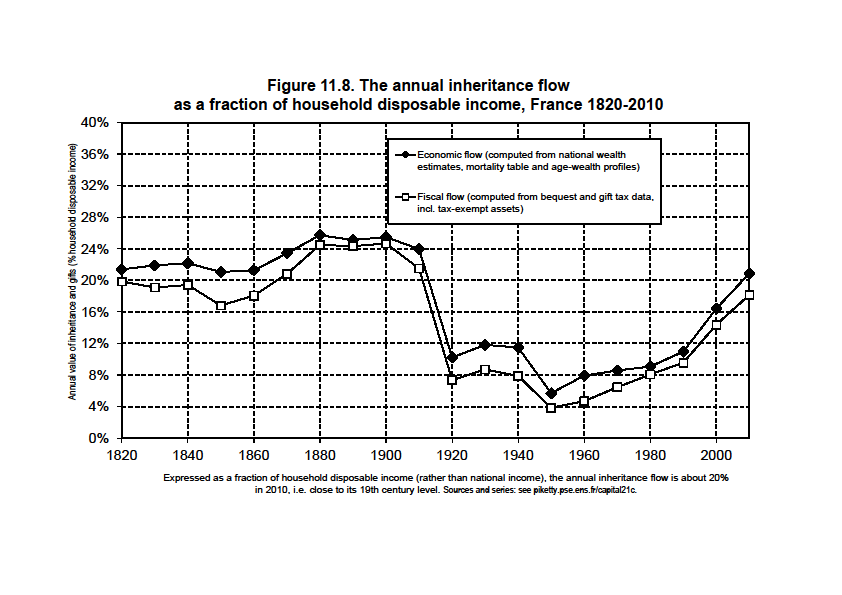 Figure 11.8. The annual inheritance flow
as a fraction of household disposable income, France 1820-2010
Annual value of inheritance and gifts (% household disposable income)
40%
36%
32%
28%
24%
20%
16%
12%
8%
4%
0%
Economic flow (computed from national wealth
estimates, mortality table and age-wealth profiles)
Fiscal flow (computed from bequest and gift tax data,
incl. tax-exempt assets)
1820 1840 1860 1880 1900 1920 1940 1960 1980 2000
Expressed as a fraction of household disposable income (rather than national income), the annual inheritance flow is about 20%
in 2010, i.e. close to its 19th century level. Sources and series: see piketty.pse.ens.fr/capital21c.